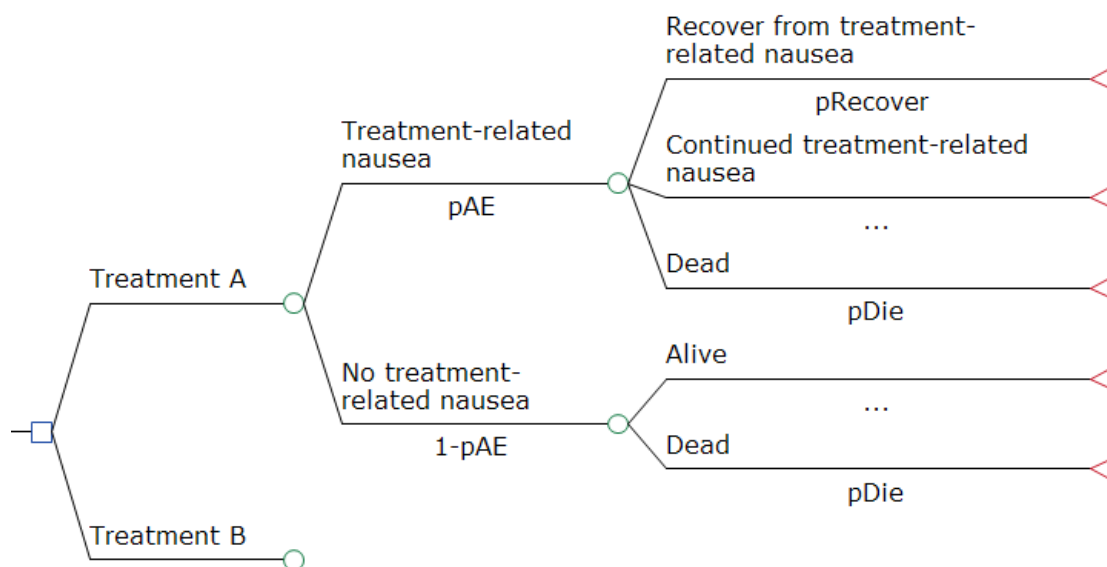 Recover from treatment-
related nausea
pRecover
Treatment-related
nausea
pAE
Continued treatment-related
nausea
...
Dead
pDie
Treatment A
No treatment-
related nausea
1-pAE
Alive
...
Dead
pDie
Treatment B